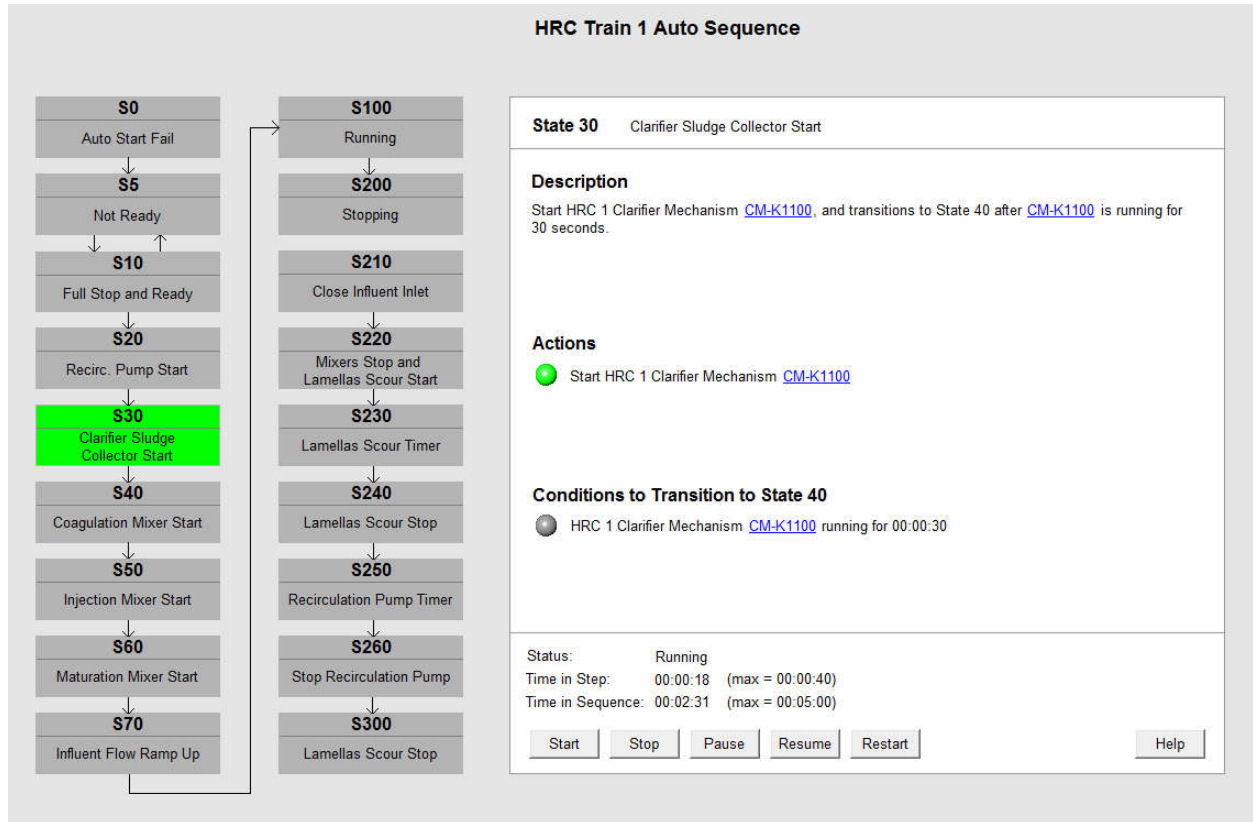 HRC Train 1 Auto Sequence
S0
Auto Start Fail
S5
Not Ready
S10
Full Stop and Ready
S20
Recirc. Pump Start
S30
Clarifier Sludge
Collector Start
S40
Coagulation Mixer Start
S50
Injection Mixer Start
S60
Maturation Mixer Start
S70
Influent Flow Ramp Up
S100
Running
S200
Stopping
S210
Close Influent Inlet
S220
Mixers Stop and
Lamellas Scour Start
S230
Lamellas Scour Timer
S240
Lamellas Scour Stop
S250
Recirculation Pump Timer
S260
Stop Recirculation Pump
S300
Lamellas Scour Stop
State 30 Clarifier Sludge Collector Start
Description
Start HRC 1 Clarifier Mechanism CM-K1100, and transitions to State 40 after CM-K1100 is running for
30 seconds.
Actions
Start HRC 1 Clarifier Mechanism CM-K1100
Conditions to Transition to State 40
HRC 1 Clarifier Mechanism CM-K1100 running for 00:00:30
Status: Running
Time in Step: 00:00:18 (max = 00:00:40)
Time in Sequence: 00:02:31 (max = 00:05:00)
Start Stop Pause Resume Restart Help